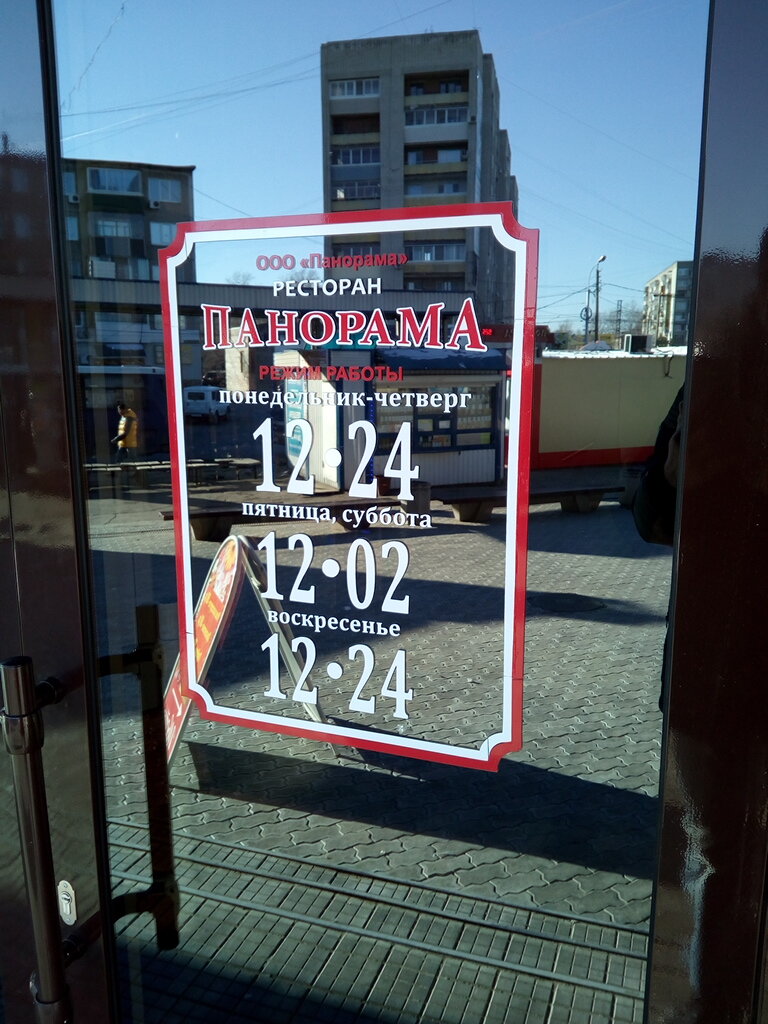 ООО «Панорама»
РЕСТОРАН
ПАНОРАМА
РЕЖИМ РАБОТЫ
понедельник-четверг
12•24
пятница, суббота
12•02
воскресенье
12•24